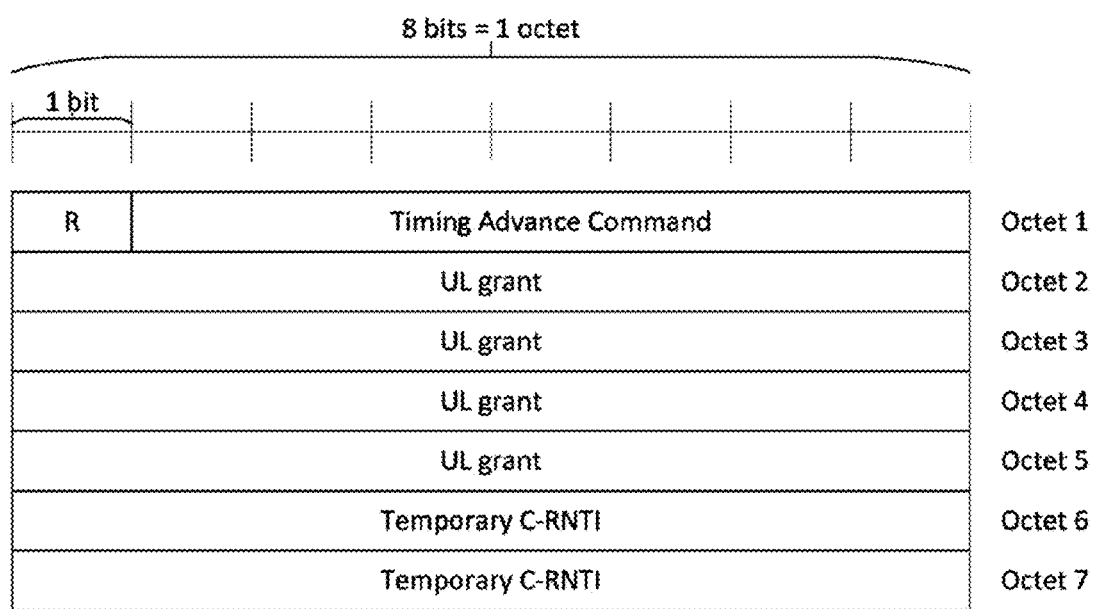 8 bits = 1 octet
1 bit
R Timing Advance Command Octet 1
UL grant Octet 2
UL grant Octet 3
UL grant Octet 4
UL grant Octet 5
Temporary C-RNTI Octet 6
Temporary C-RNTI Octet 7